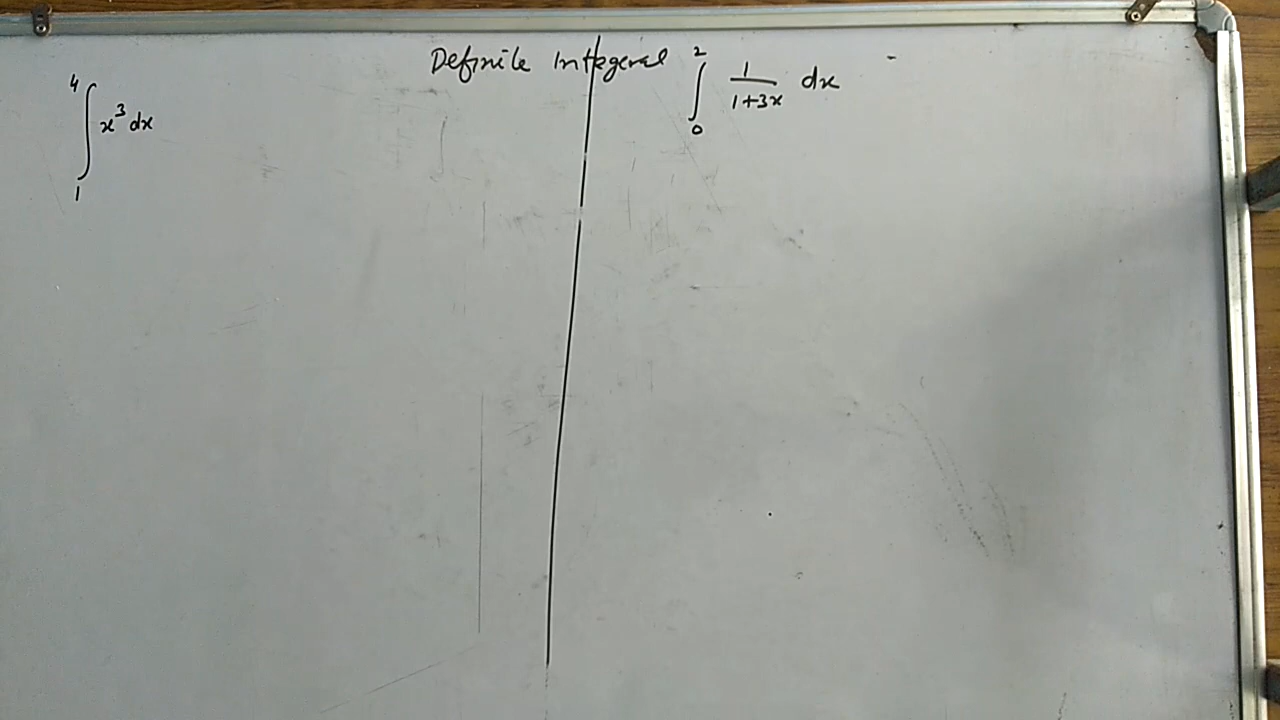 Definite Integral
∫₁⁴ x³ dx
∫₀² 1/(1+3x) dx